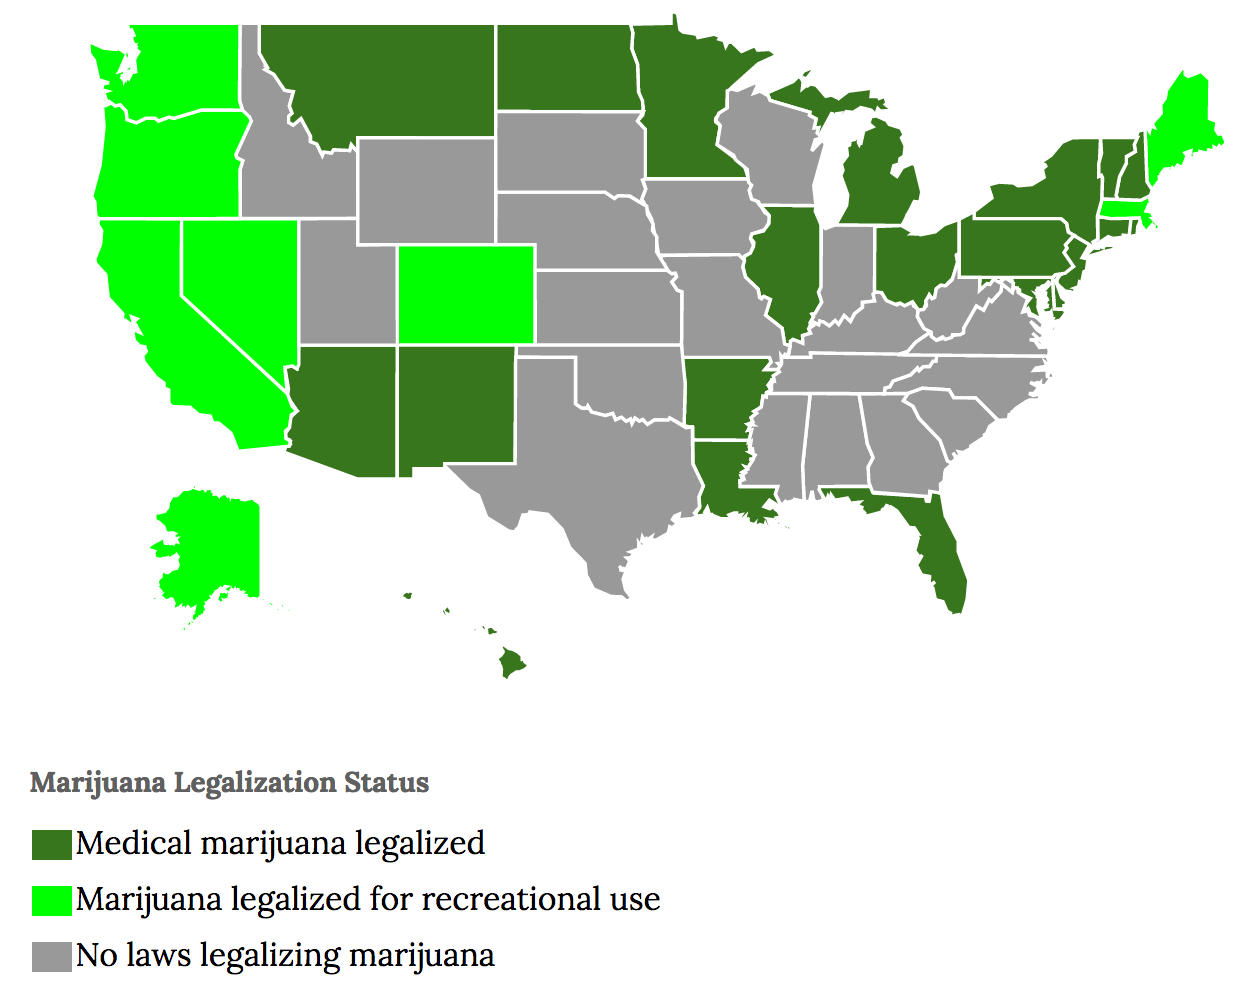 Marijuana Legalization Status
Medical marijuana legalized
Marijuana legalized for recreational use
No laws legalizing marijuana